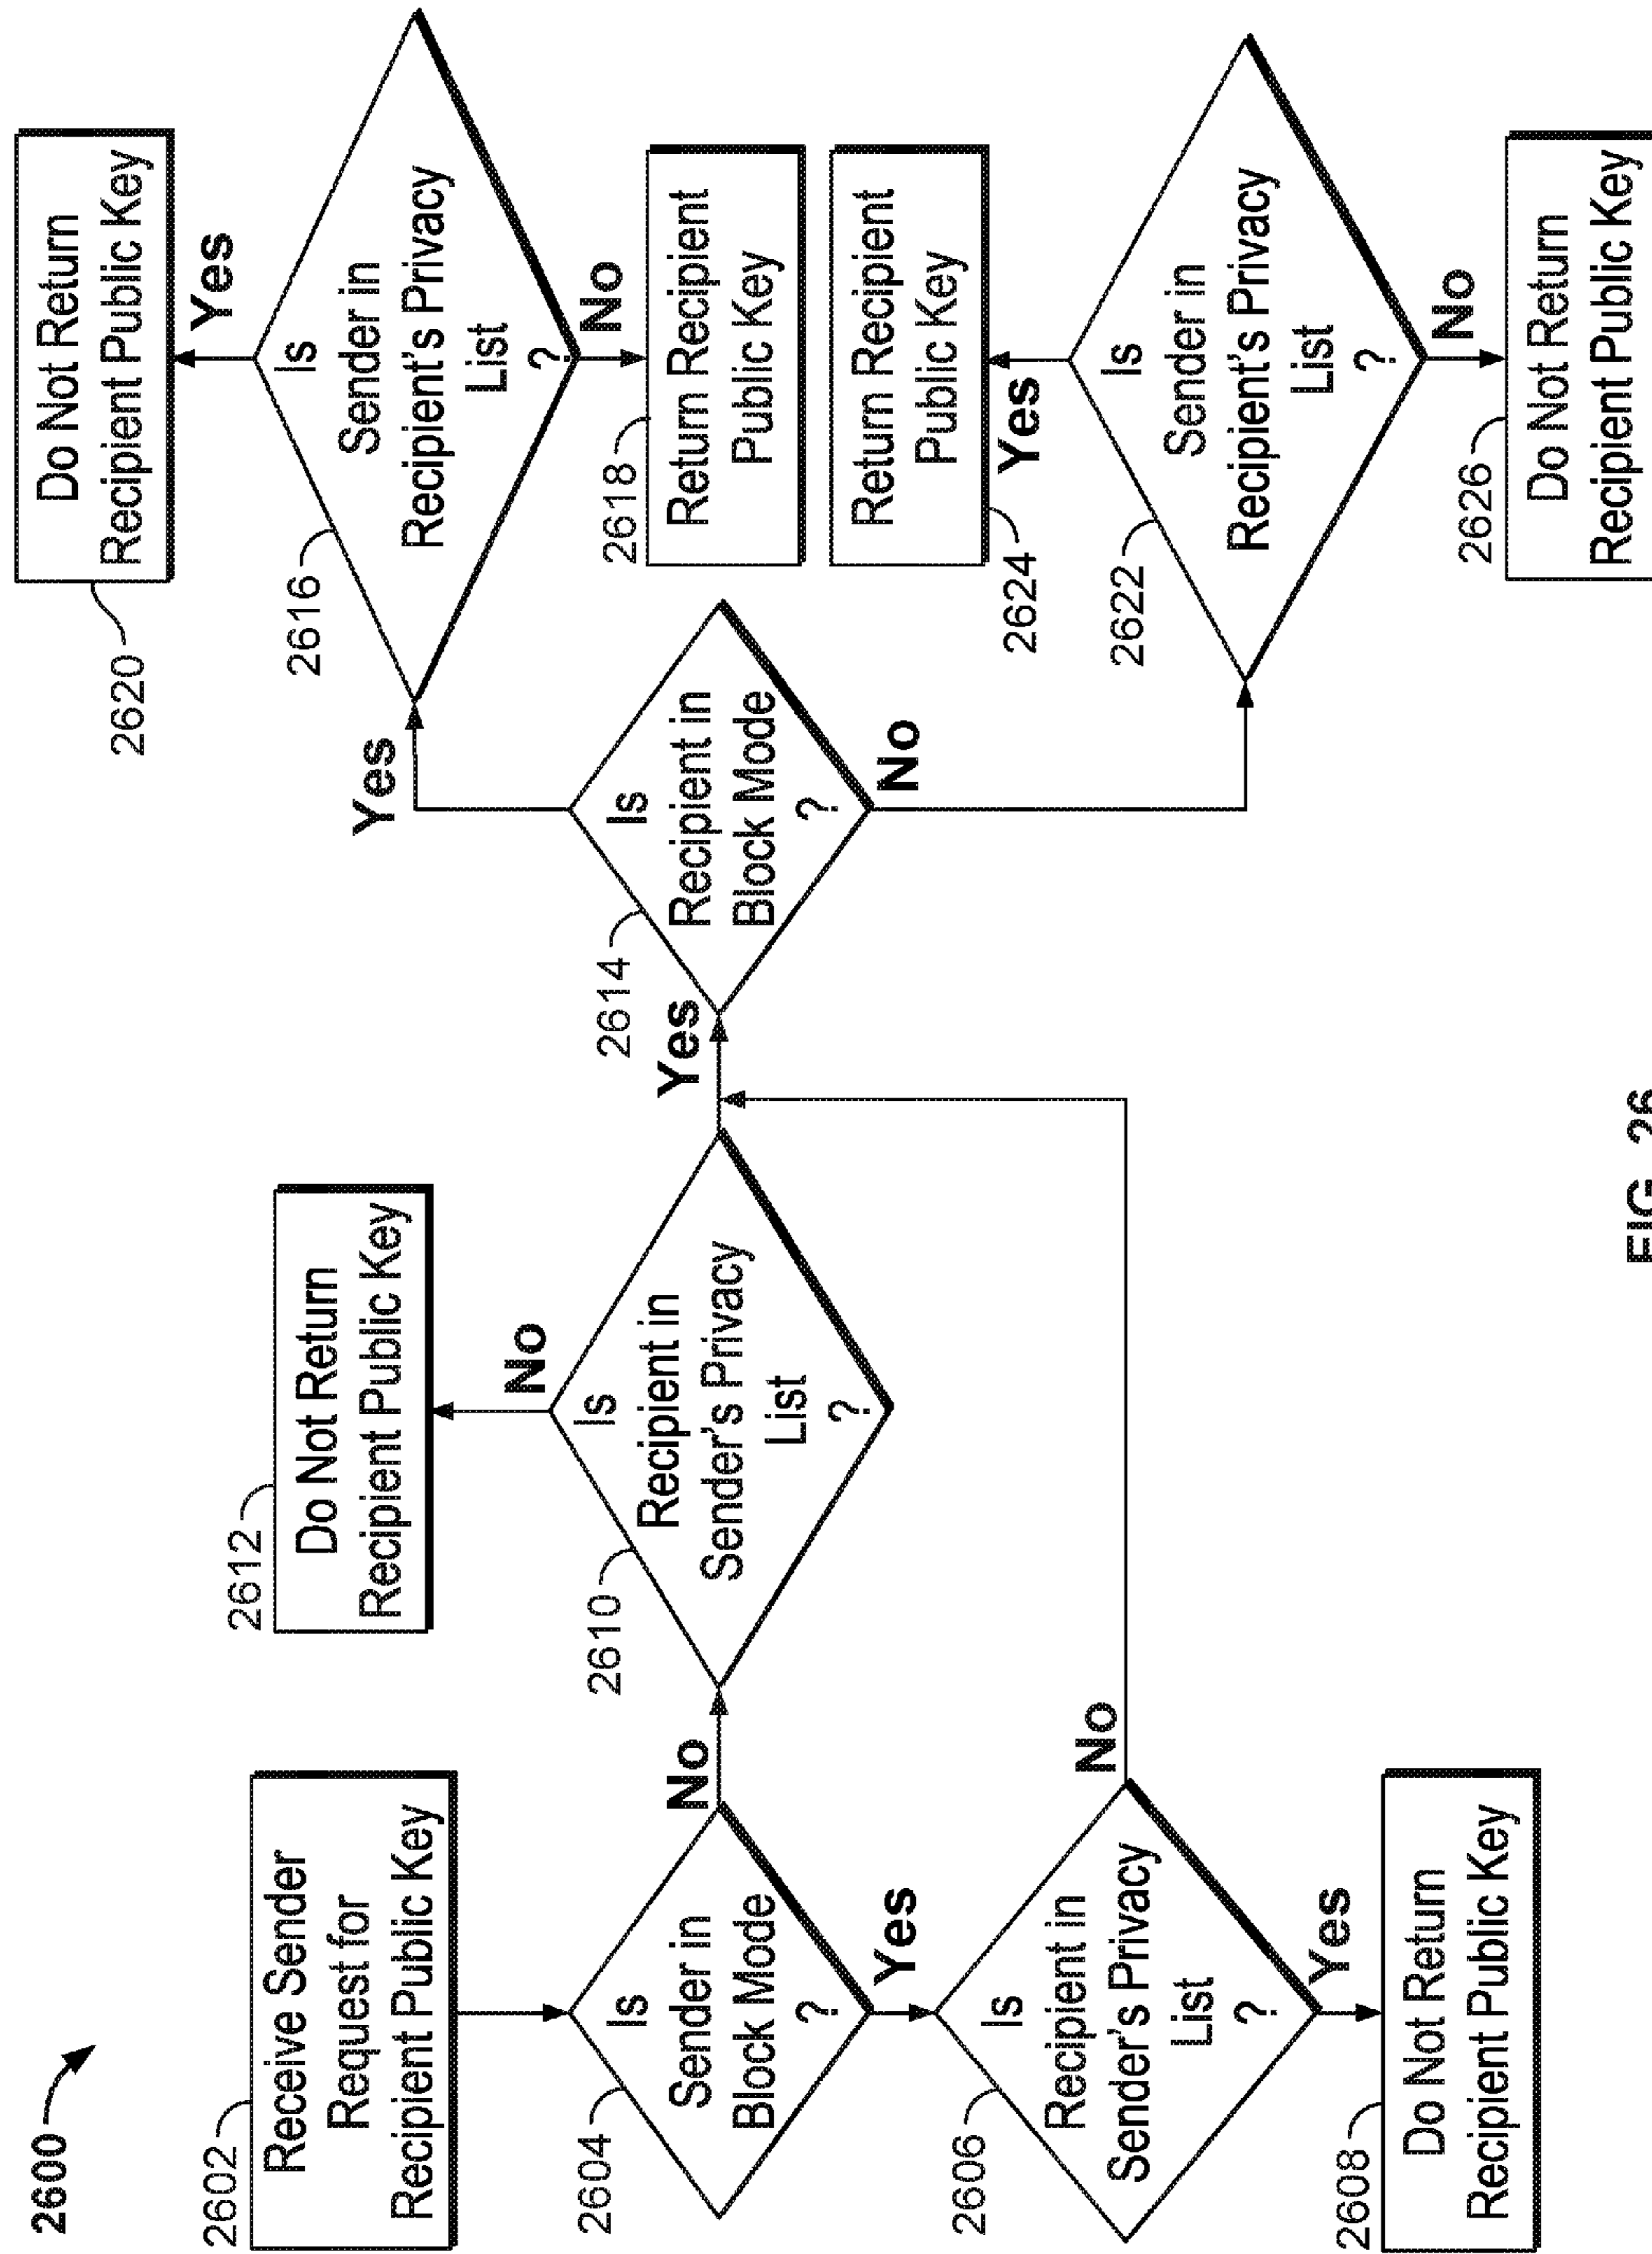 2600
2602
Receive Sender
Request for
Recipient Public Key
2604
Is
Sender in
Block Mode
?
No
Yes
2606
Is
Recipient in
Sender's Privacy
List
?
No
Yes
2608
Do Not Return
Recipient Public Key
2610
Is
Recipient in
Sender's Privacy
List
?
No
Yes
2612
Do Not Return
Recipient Public Key
2614
Is
Recipient in
Block Mode
?
Yes
No
2616
Is
Sender in
Recipient's Privacy
List
?
Yes
No
2620
Do Not Return
Recipient Public Key
2618
Return Recipient
Public Key
2624
Return Recipient
Public Key
Yes
2622
Is
Sender in
Recipient's Privacy
List
?
No
2626
Do Not Return
Recipient Public Key
FIG. 26